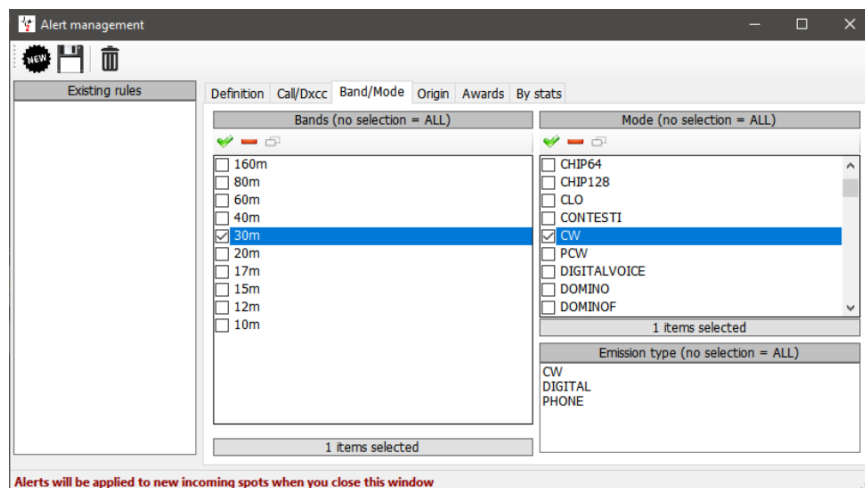 Alert management
NEW
Existing rules
Definition Call/Dxcc Band/Mode Origin Awards By stats
Bands (no selection = ALL)
160m
80m
60m
40m
30m
20m
17m
15m
12m
10m
1 items selected
Mode (no selection = ALL)
CHIP64
CHIP128
CLO
CONTESTI
CW
PCW
DIGITALVOICE
DOMINO
DOMINOF
1 items selected
Emission type (no selection = ALL)
CW
DIGITAL
PHONE
Alerts will be applied to new incoming spots when you close this window